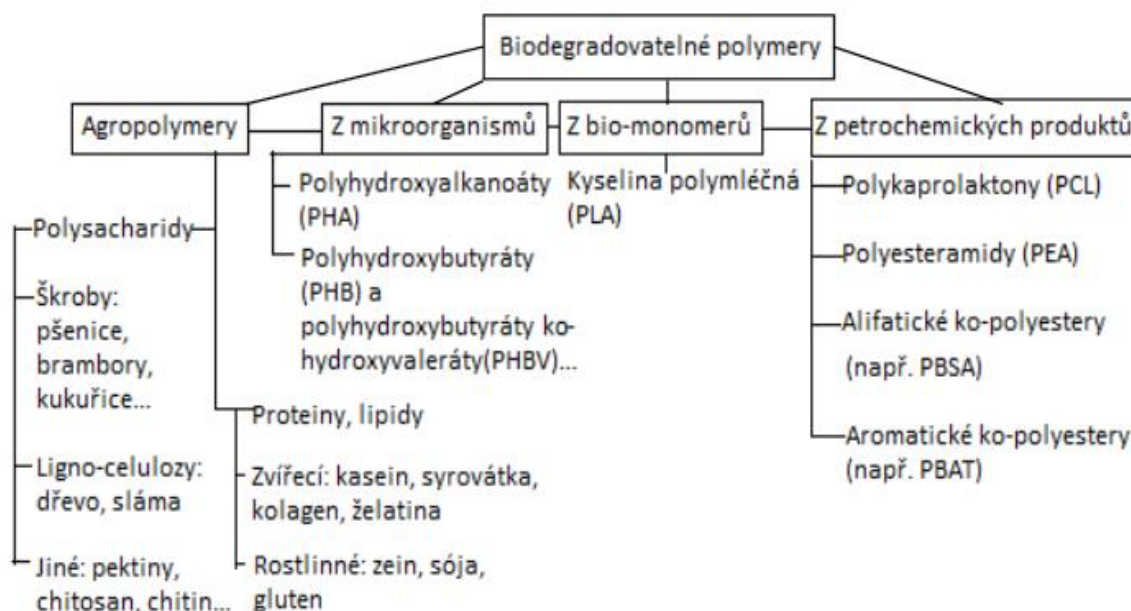 Biodegradovatelné polymery
Agropolymery
Z mikroorganismů
Z bio-monomerů
Z petrochemických produktů
Polysacharidy
Škroby:
pšenice,
brambory,
kukuřice...
Ligno-celulozy:
dřevo, sláma
Jiné: pektiny,
chitosan, chitin...
Proteiny, lipidy
Zvířecí: kasein, syrovátka,
kolagen, želatina
Rostlinné: zein, sója,
gluten
Polyhydroxyalkanoáty
(PHA)
Polyhydroxybutyráty
(PHB) a
polyhydroxybutyráty ko-
hydroxyvaleráty(PHBV)...
Kyselina polymléčná
(PLA)
Polykaprolaktony (PCL)
Polyesteramidy (PEA)
Alifatické ko-polyestery
(např. PBSA)
Aromatické ko-polyestery
(např. PBAT)